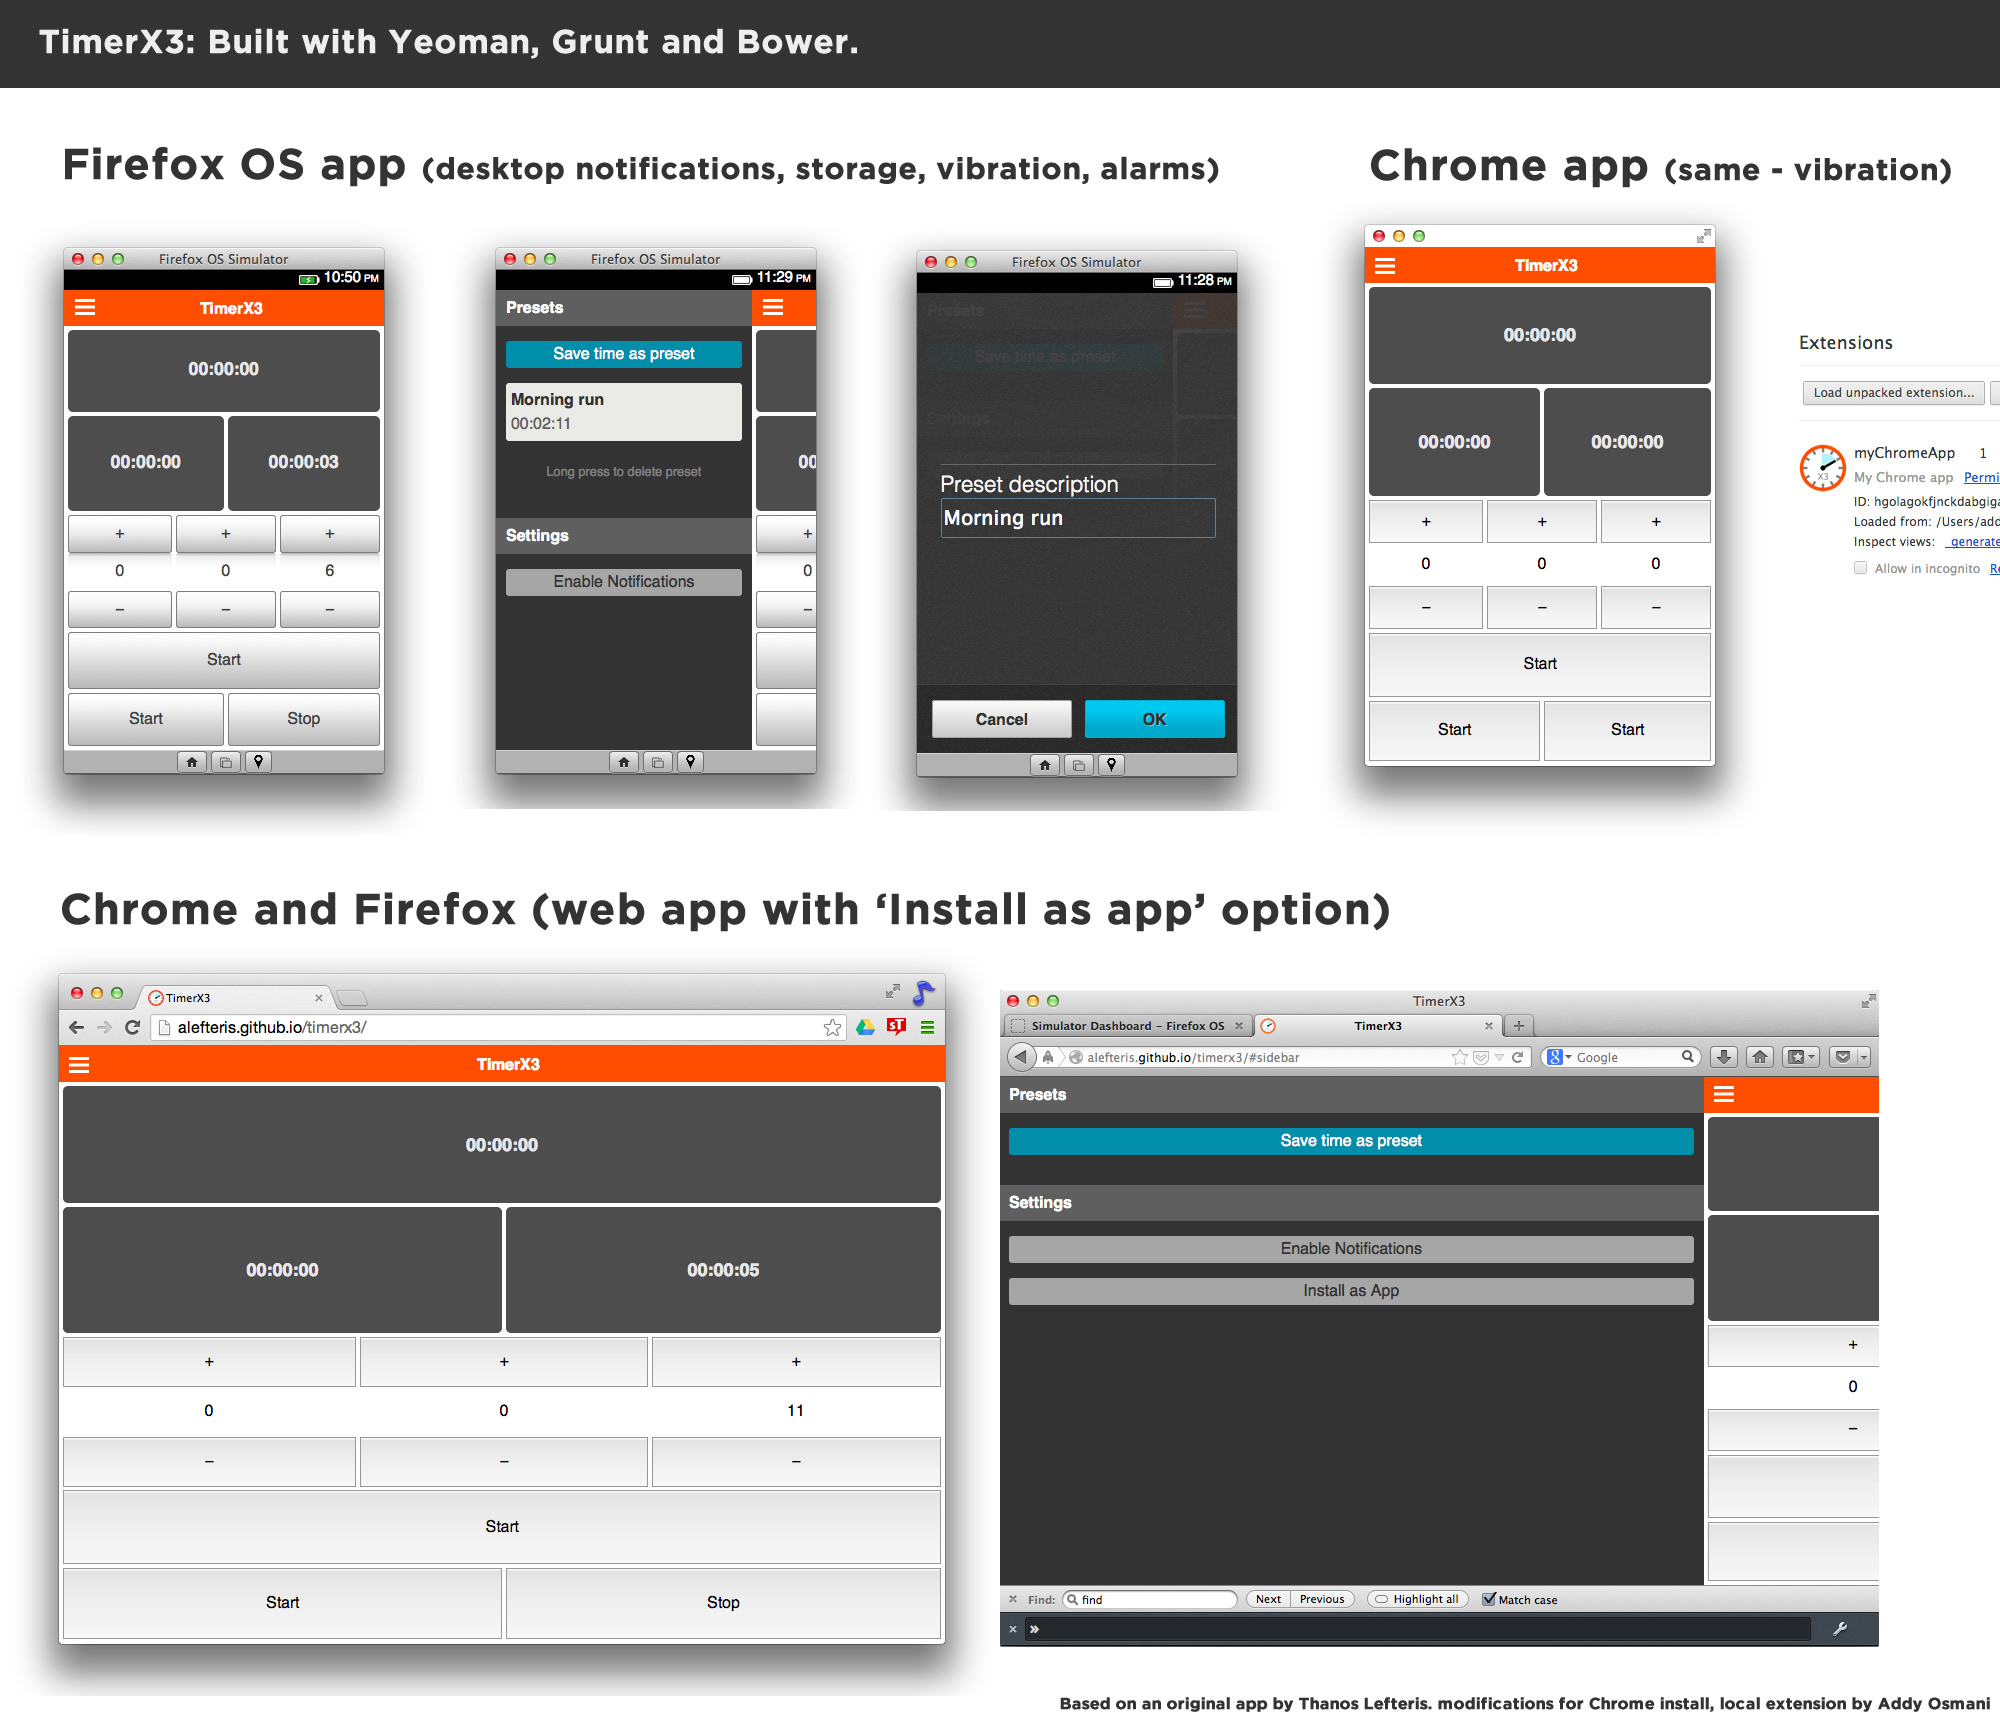 TimerX3: Built with Yeoman, Grunt and Bower.
Firefox OS app (desktop notifications, storage, vibration, alarms)
Chrome app (same - vibration)
Firefox OS Simulator
10:50 PM
TimerX3
00:00:00
00:00:00 00:00:03
+ + +
0 0 6
− − −
Start
Start Stop
Firefox OS Simulator
11:29 PM
Presets
Save time as preset
Morning run
00:02:11
Long press to delete preset
Settings
Enable Notifications
00
+
0
−
Firefox OS Simulator
11:28 PM
Presets
Save time as preset
Settings
Preset description
Morning run
Cancel OK
TimerX3
00:00:00
00:00:00 00:00:00
+ + +
0 0 0
− − −
Start
Start Start
Extensions
Load unpacked extension...
myChromeApp 1
X3
My Chrome app Permi
ID: hgolagokfjnckdabgiga
Loaded from: /Users/add
Inspect views: _generate
Allow in incognito Re
Chrome and Firefox (web app with ‘Install as app’ option)
TimerX3
alefteris.github.io/timerx3/
sT
TimerX3
00:00:00
00:00:00 00:00:05
+ + +
0 0 11
− − −
Start
Start Stop
TimerX3
Simulator Dashboard – Firefox OS
TimerX3
alefteris.github.io/timerx3/#sidebar
8 Google
Presets
Save time as preset
Settings
Enable Notifications
Install as App
+
0
−
Find: find Next Previous Highlight all Match case
»
Based on an original app by Thanos Lefteris. modifications for Chrome install, local extension by Addy Osmani